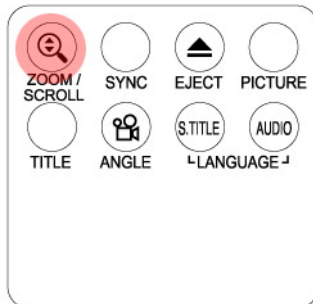 ZOOM / SCROLL
SYNC
EJECT
PICTURE
TITLE
ANGLE
S.TITLE
AUDIO
LANGUAGE